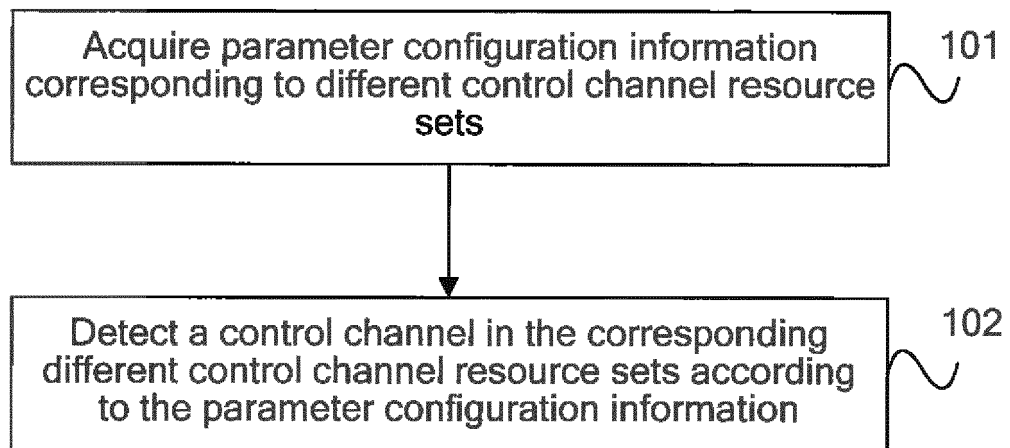 Acquire parameter configuration information
corresponding to different control channel resource
sets
101
Detect a control channel in the corresponding
different control channel resource sets according
to the parameter configuration information
102